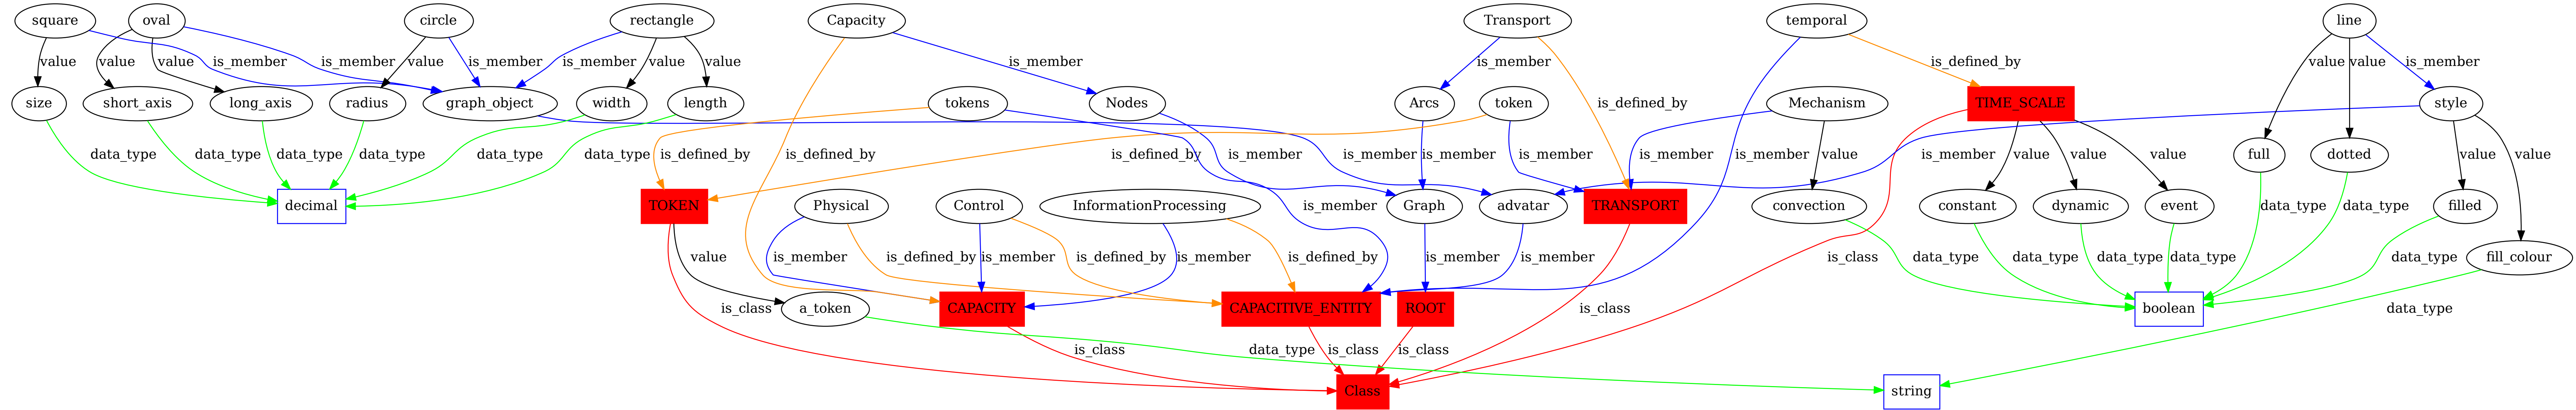 square
oval
circle
rectangle
Capacity
Transport
temporal
line
value
value
value
is_member
is_member
value
is_member
is_member
value
value
is_member
is_member
is_defined_by
value
value
is_member
size
short_axis
long_axis
radius
graph_object
width
length
tokens
Nodes
Arcs
token
is_defined_by
Mechanism
TIME_SCALE
style
data_type
data_type
data_type
data_type
data_type
data_type
is_defined_by
is_defined_by
is_defined_by
is_member
is_member
is_member
is_member
is_member
is_member
value
value
value
value
is_member
full
dotted
value
value
decimal
TOKEN
Physical
Control
InformationProcessing
is_member
Graph
advatar
TRANSPORT
convection
constant
dynamic
event
data_type
data_type
filled
value
is_member
is_defined_by
is_member
is_defined_by
is_member
is_defined_by
is_member
is_member
is_class
data_type
data_type
data_type
data_type
data_type
fill_colour
is_class
a_token
CAPACITY
CAPACITIVE_ENTITY
ROOT
is_class
boolean
data_type
is_class
data_type
is_class
is_class
Class
string